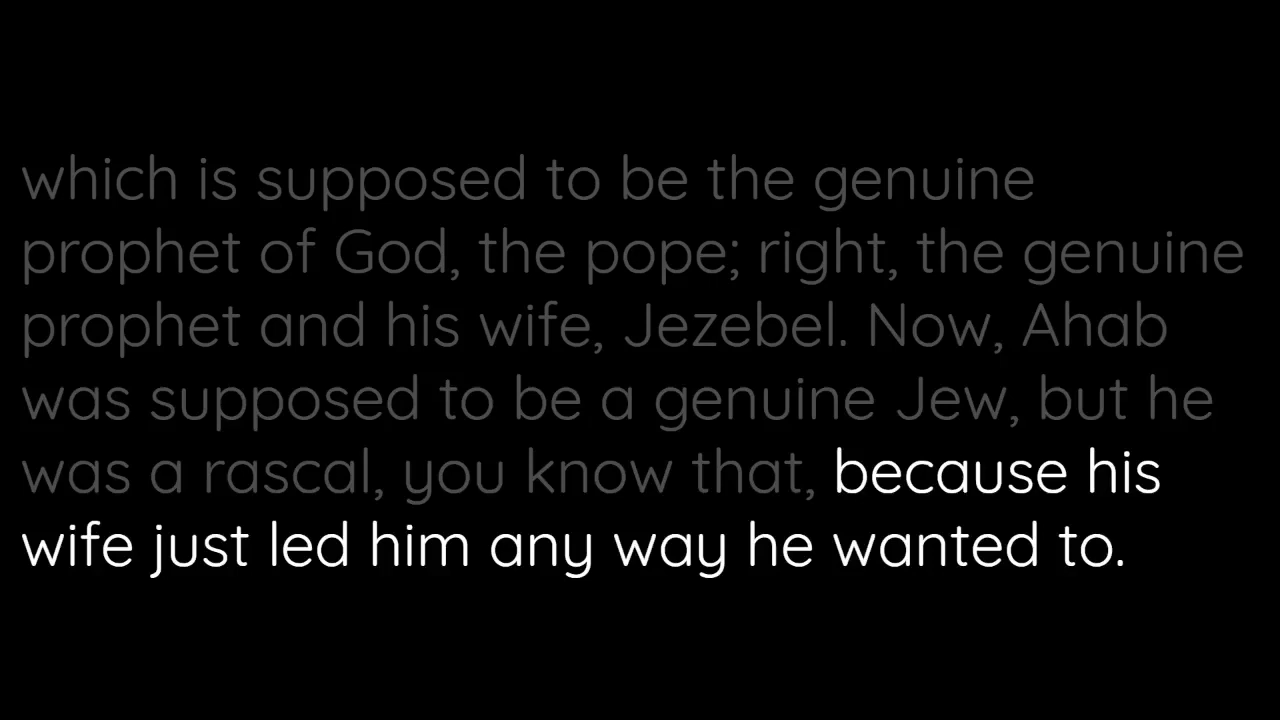 which is supposed to be the genuine
prophet of God, the pope; right, the genuine
prophet and his wife, Jezebel. Now, Ahab
was supposed to be a genuine Jew, but he
was a rascal, you know that, because his
wife just led him any way he wanted to.